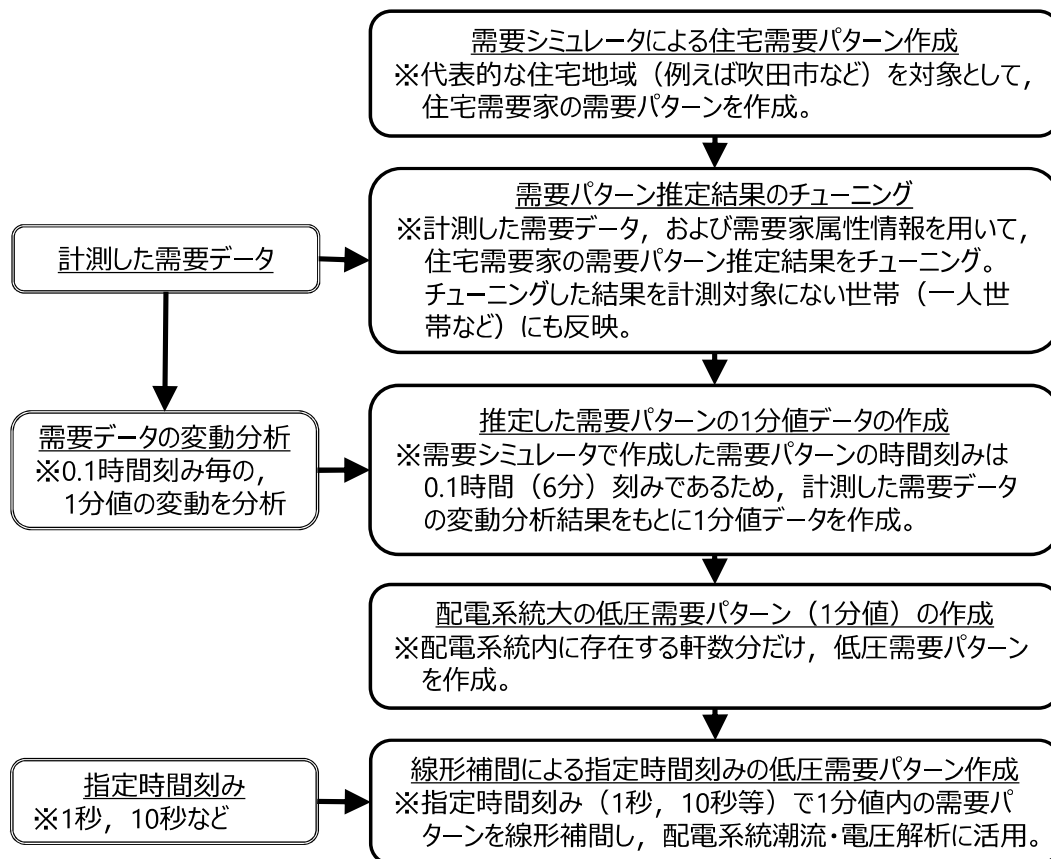 需要シミュレータによる住宅需要パターン作成
※代表的な住宅地域（例えば吹田市など）を対象として，
住宅需要家の需要パターンを作成。
需要パターン推定結果のチューニング
※計測した需要データ，および需要家属性情報を用いて，
住宅需要家の需要パターン推定結果をチューニング。
チューニングした結果を計測対象にない世帯（一人世
帯など）にも反映。
計測した需要データ
需要データの変動分析
※0.1時間刻み毎の，
1分値の変動を分析
推定した需要パターンの1分値データの作成
※需要シミュレータで作成した需要パターンの時間刻みは
0.1時間（6分）刻みであるため，計測した需要データ
の変動分析結果をもとに1分値データを作成。
配電系統大の低圧需要パターン（1分値）の作成
※配電系統内に存在する軒数分だけ，低圧需要パターン
を作成。
指定時間刻み
※1秒，10秒など
線形補間による指定時間刻みの低圧需要パターン作成
※指定時間刻み（1秒，10秒等）で1分値内の需要パ
ターンを線形補間し，配電系統潮流・電圧解析に活用。